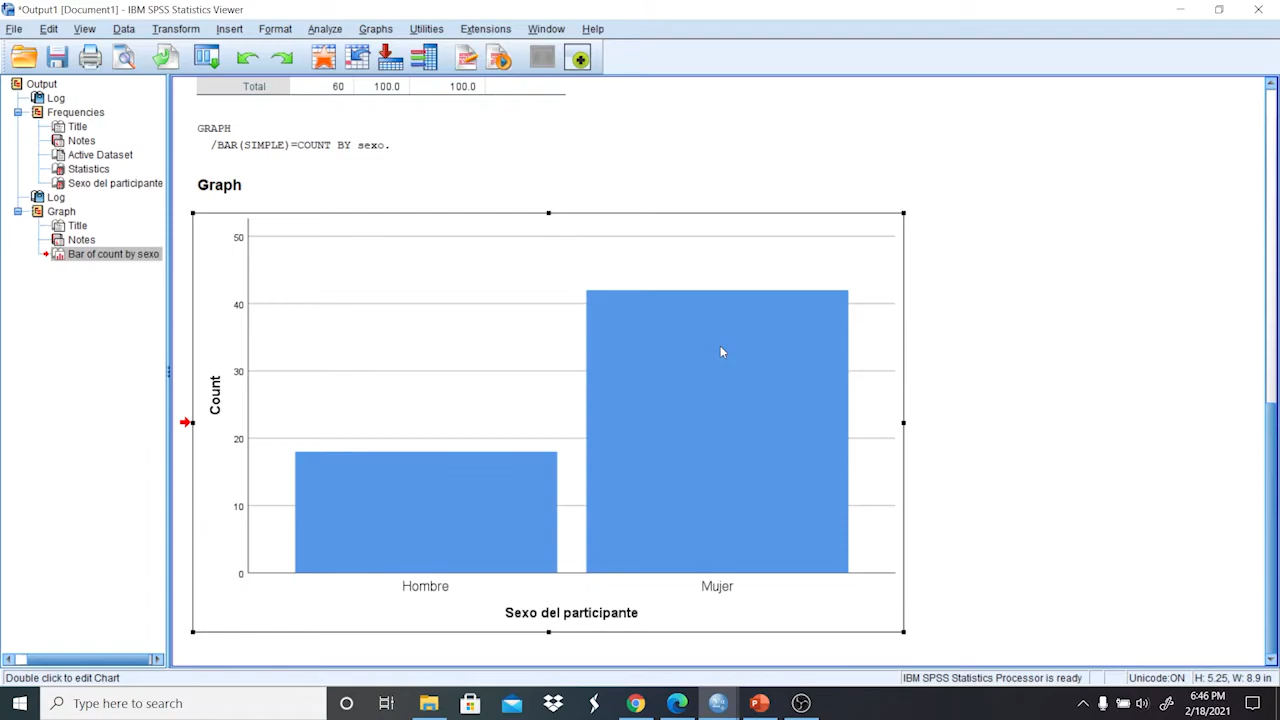 *Output1 [Document1] - IBM SPSS Statistics Viewer
File Edit View Data Transform Insert Format Analyze Graphs Utilities Extensions Window Help
Output
Log
Frequencies
Title
Notes
Active Dataset
Statistics
Sexo del participante
Log
Graph
Title
Notes
Bar of count by sexo
Total 60 100.0 100.0
GRAPH
/BAR(SIMPLE)=COUNT BY sexo.
Graph
50
40
30
20
10
0
Count
Hombre Mujer
Sexo del participante
Double click to edit Chart
IBM SPSS Statistics Processor is ready
Unicode:ON
H: 5.25, W: 8.9 in
Type here to search
6:46 PM
2/18/2021